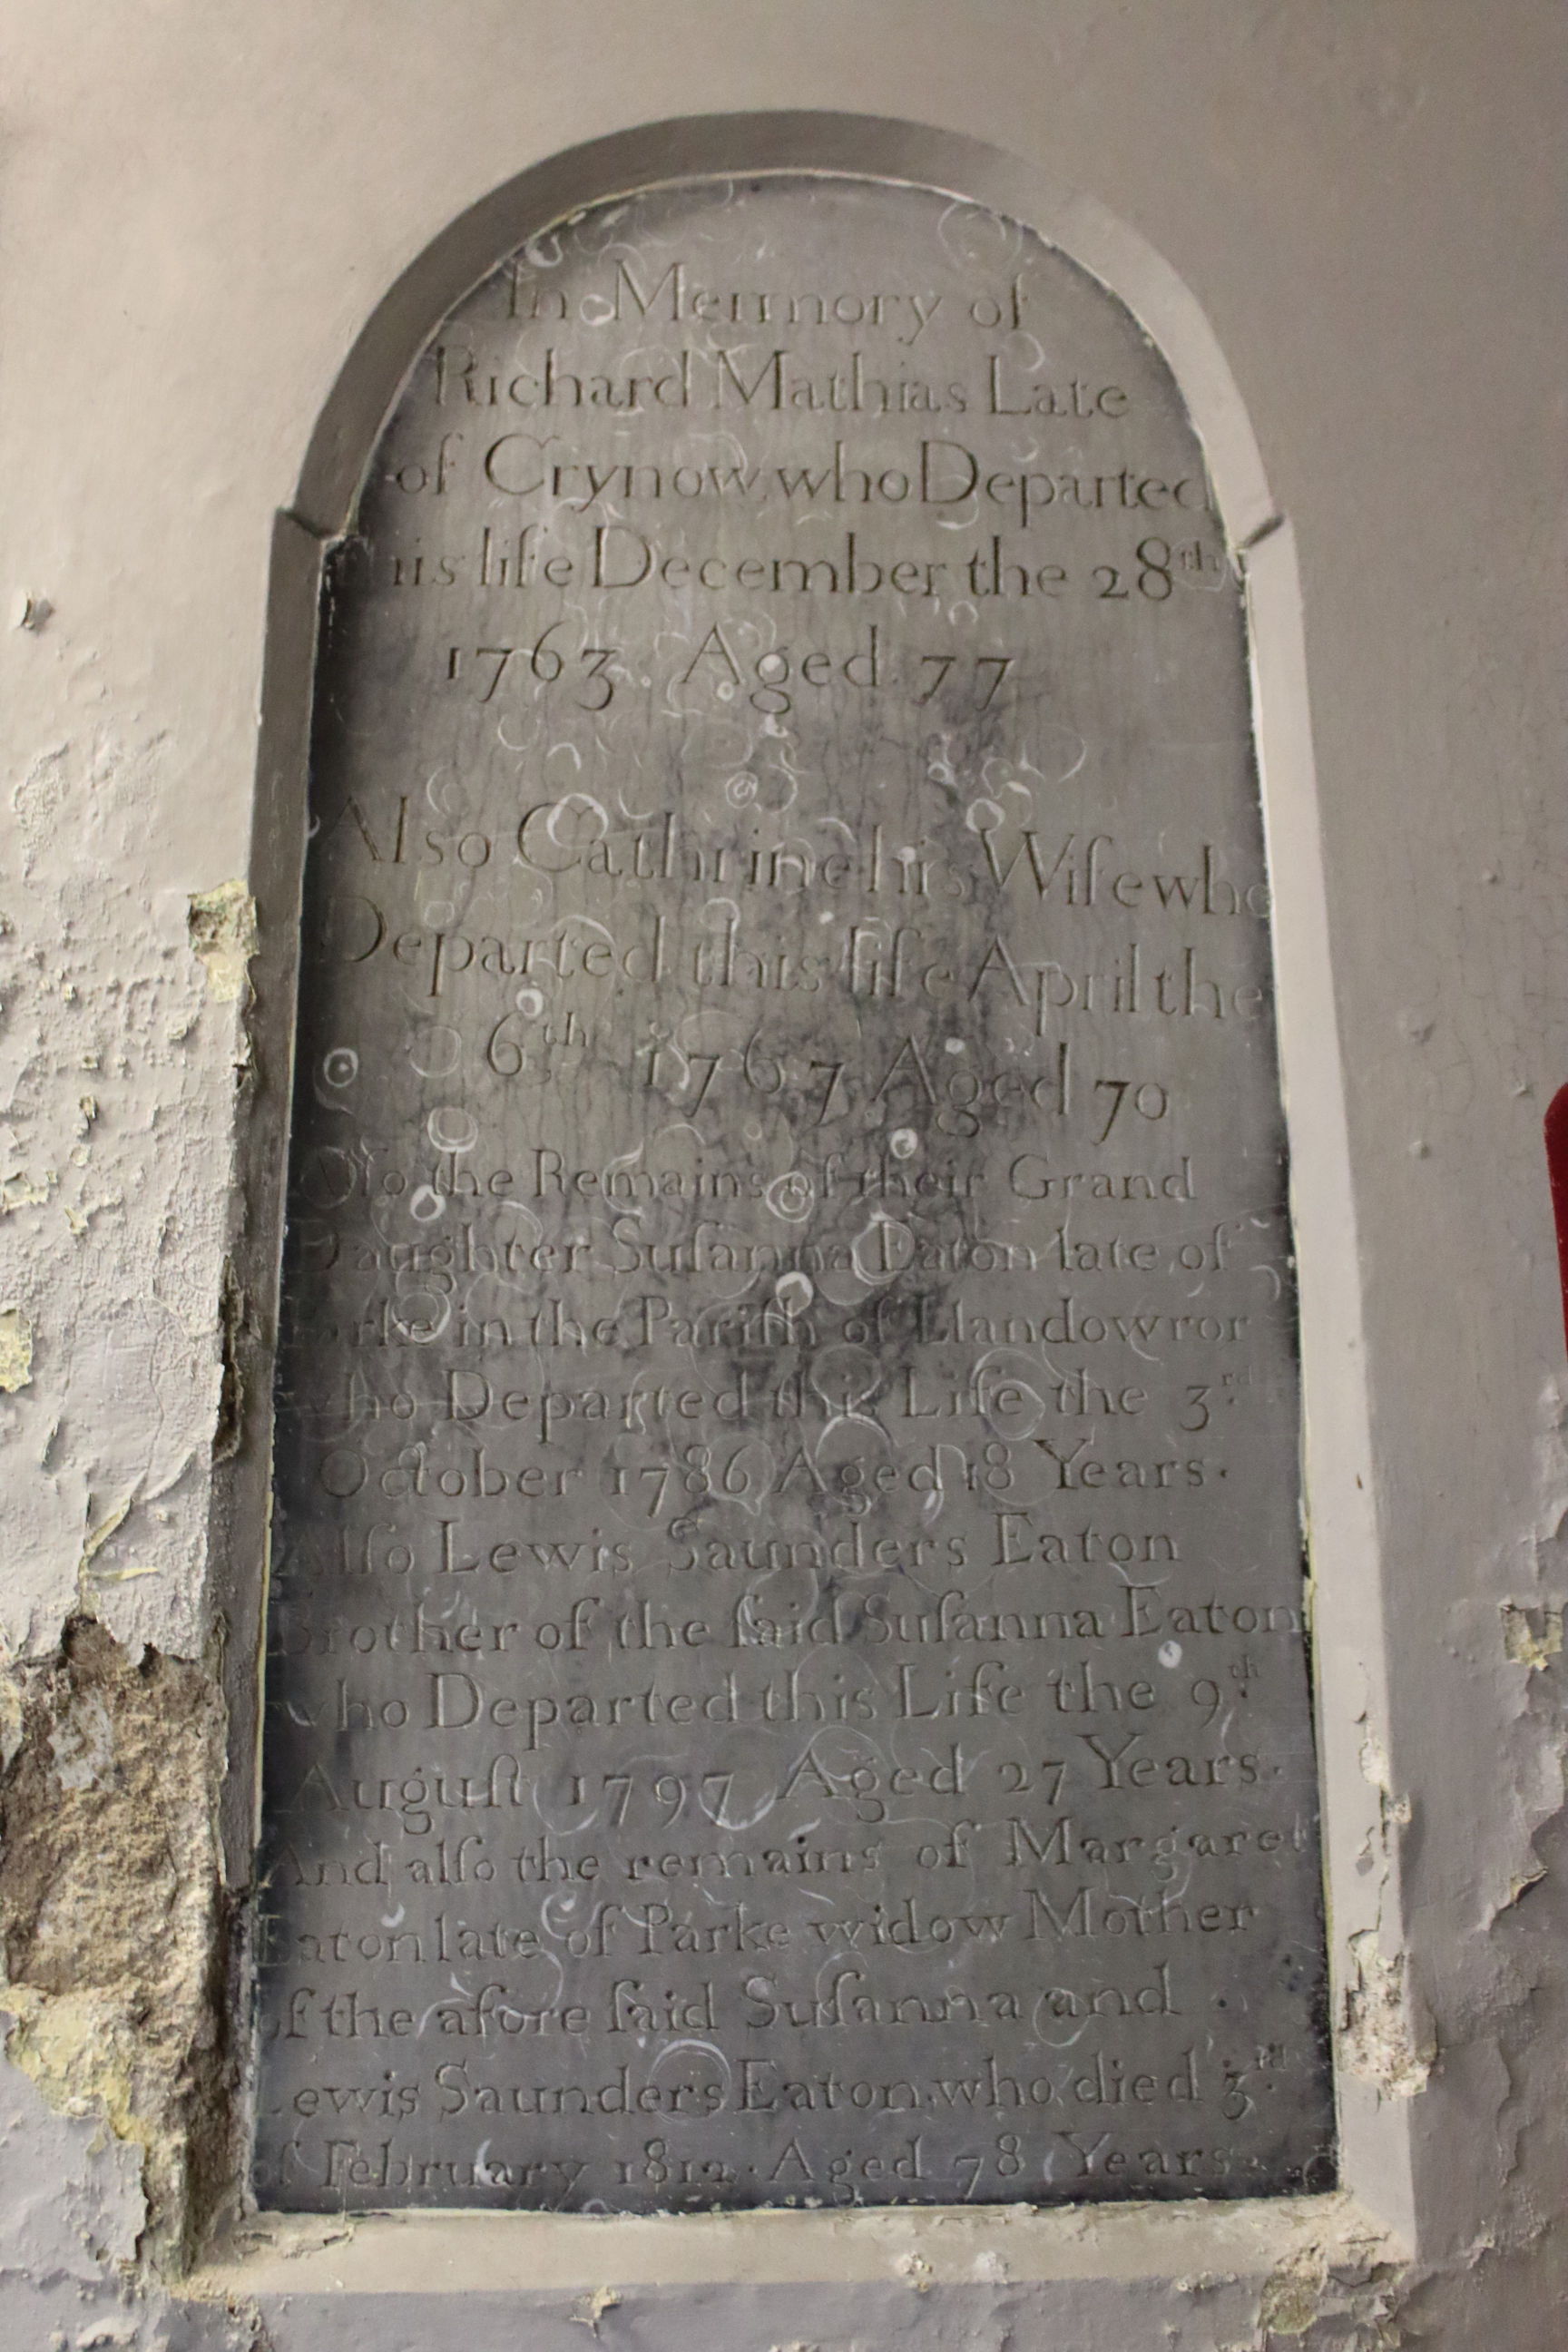 In Memmory of
Richard Mathias Late
of Crynow who Departed
this life December the 28th
1763. Aged 77
Also Cathrine his Wife who
Departed this life April the
6th 1767 Aged 70
Alſo the Remains of their Grand
Daughter Suſanna Eaton late of
Parke in the Pariſh of Llandowror
who Departed this Life the 3rd
October 1786 Aged 18 Years.
Alſo Lewis Saunders Eaton
Brother of the ſaid Suſanna Eaton
who Departed this Life the 9th
Auguſt 1797 Aged 27 Years.
And alſo the remains of Margaret
Eaton late of Parke widow Mother
of the afore ſaid Suſanna and
Lewis Saunders Eaton, who died 3rd
of February 1812. Aged 78 Years.